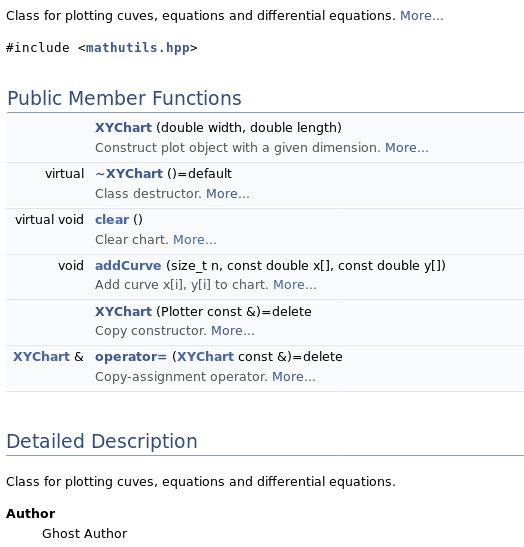 Class for plotting cuves, equations and differential equations. More...
#include <mathutils.hpp>
Public Member Functions
XYChart (double width, double length)
Construct plot object with a given dimension. More...
virtual ~XYChart ()=default
Class destructor. More...
virtual void clear ()
Clear chart. More...
void addCurve (size_t n, const double x[], const double y[])
Add curve x[i], y[i] to chart. More...
XYChart (Plotter const &)=delete
Copy constructor. More...
XYChart & operator= (XYChart const &)=delete
Copy-assignment operator. More...
Detailed Description
Class for plotting cuves, equations and differential equations.
Author
Ghost Author